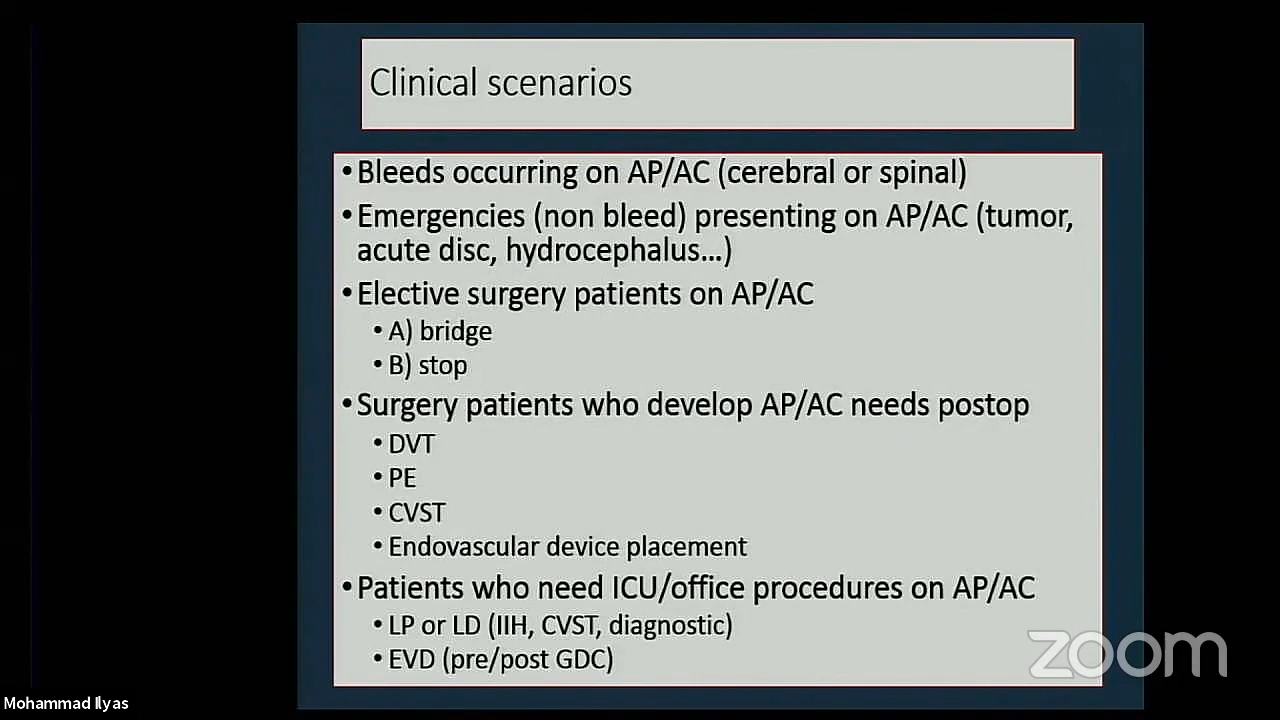 Clinical scenarios
•Bleeds occurring on AP/AC (cerebral or spinal)
•Emergencies (non bleed) presenting on AP/AC (tumor,
acute disc, hydrocephalus...)
•Elective surgery patients on AP/AC
•A) bridge
•B) stop
•Surgery patients who develop AP/AC needs postop
•DVT
•PE
•CVST
•Endovascular device placement
•Patients who need ICU/office procedures on AP/AC
•LP or LD (IIH, CVST, diagnostic)
•EVD (pre/post GDC)
zoom
Mohammad Ilyas